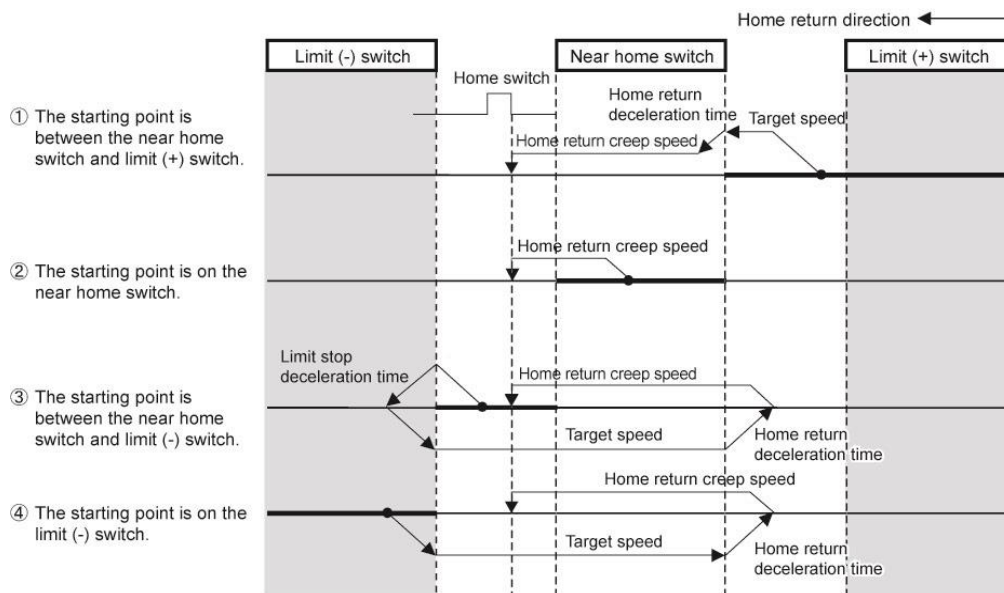 Home return direction
Limit (-) switch
Near home switch
Limit (+) switch
Home switch
① The starting point is
between the near home
switch and limit (+) switch.
Home return
deceleration time
Target speed
Home return creep speed
② The starting point is on the
near home switch.
Home return creep speed
Limit stop
deceleration time
③ The starting point is
between the near home
switch and limit (-) switch.
Home return creep speed
Target speed
Home return
deceleration time
④ The starting point is on the
limit (-) switch.
Home return creep speed
Target speed
Home return
deceleration time